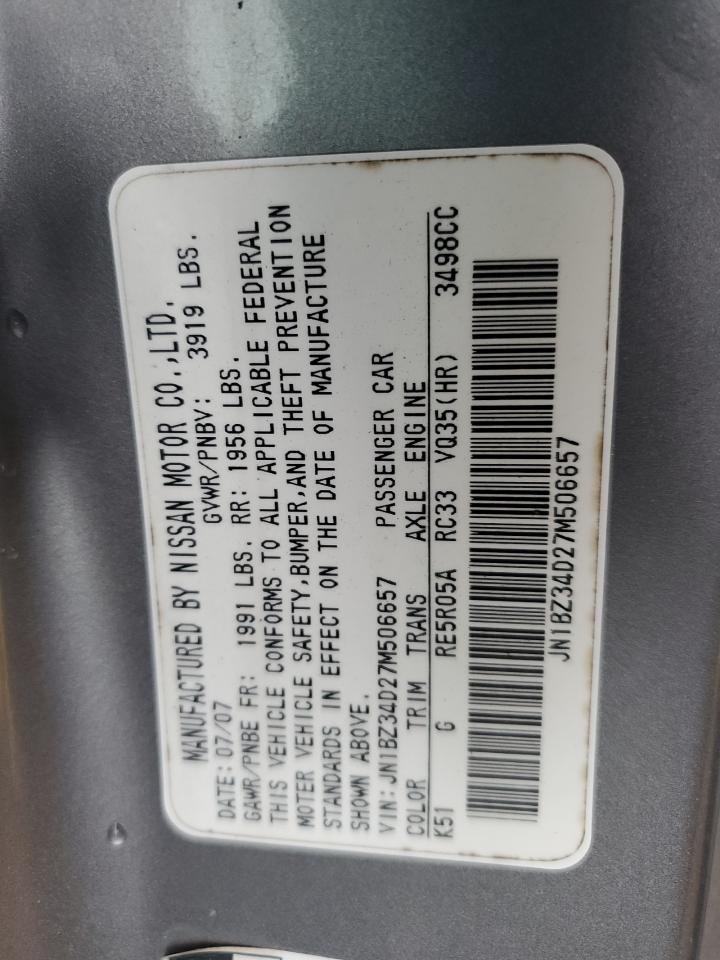 MANUFACTURED BY NISSAN MOTOR CO.,LTD.
DATE: 07/07 GVWR/PNBV: 3919 LBS.
GAWR/PNBE FR: 1991 LBS. RR: 1956 LBS.
THIS VEHICLE CONFORMS TO ALL APPLICABLE FEDERAL
MOTER VEHICLE SAFETY,BUMPER,AND THEFT PREVENTION
STANDARDS IN EFFECT ON THE DATE OF MANUFACTURE
SHOWN ABOVE.
VIN:JN1BZ34D27M506657 PASSENGER CAR
COLOR TRIM TRANS AXLE ENGINE
K51 G RE5R05A RC33 VQ35(HR) 3498CC
JN1BZ34D27M506657